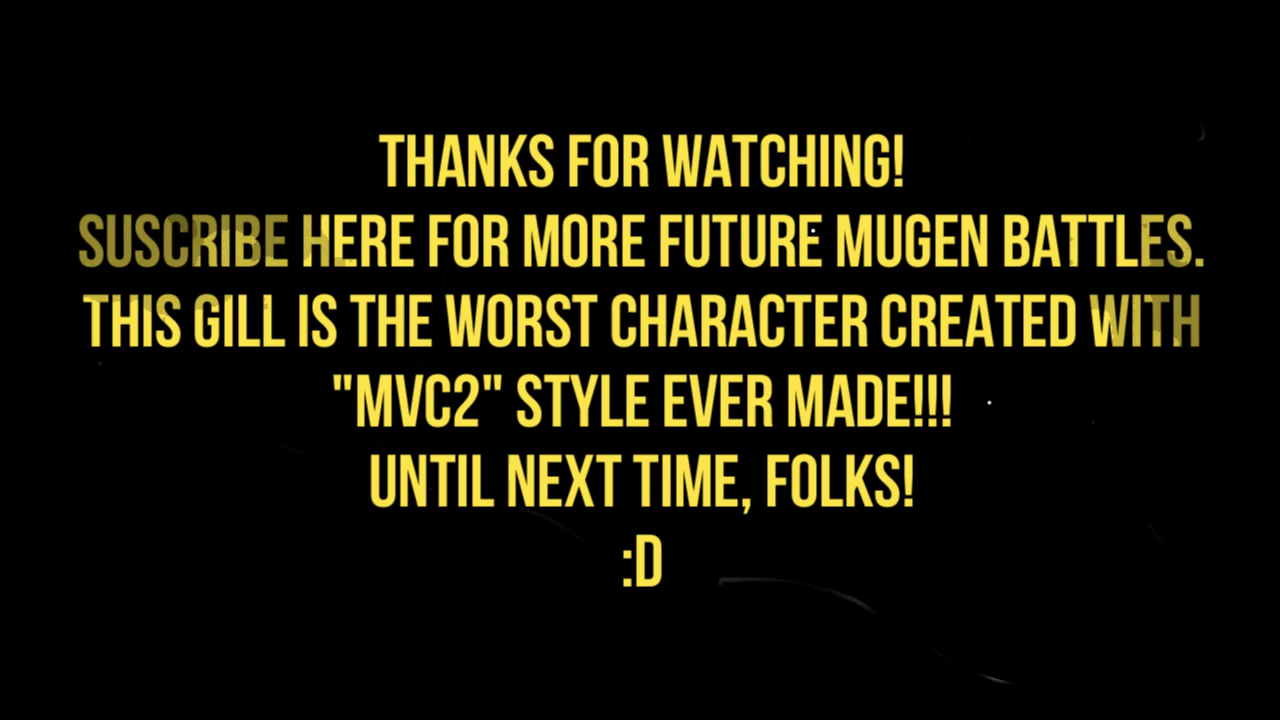 THANKS FOR WATCHING!
SUSCRIBE HERE FOR MORE FUTURE MUGEN BATTLES.
THIS GILL IS THE WORST CHARACTER CREATED WITH
"MVC2" STYLE EVER MADE!!!
UNTIL NEXT TIME, FOLKS!
:D